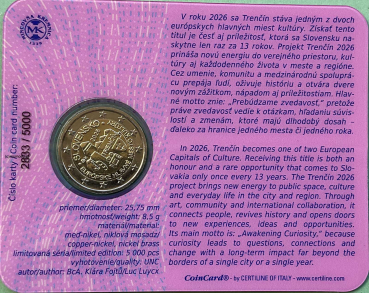 V roku 2026 sa Trenčín stáva jedným z dvoch
európskych hlavných miest kultúry. Získať tento
titul je česť aj príležitosť, ktorá sa Slovensku na-
skytne len raz za 13 rokov. Projekt Trenčín 2026
prináša novú energiu do verejného priestoru, kul-
túry aj každodenného života v meste a regióne.
Cez umenie, komunitu a medzinárodnú spoluprá-
cu prepája ľudí, oživuje históriu a otvára dvere
novým zážitkom, nápadom aj príležitostiam. Hlav-
né motto znie: „Prebúdzame zvedavosť,“ pretože
práve zvedavosť vedie k otázkam, hľadaniu súvis-
lostí a zmenám, ktoré majú dlhodobý dosah -
ďaleko za hranice jedného mesta či jedného roka.
In 2026, Trenčín becomes one of two European
Capitals of Culture. Receiving this title is both an
honour and a rare opportunity that comes to Slo-
vakia only once every 13 years. The Trenčín 2026
project brings new energy to public space, culture
and everyday life in the city and region. Through
art, community and international collaboration, it
connects people, revives history and opens doors
to new experiences, ideas and opportunities.
Its main motto is: „Awakening Curiosity,“ because
curiosity leads to questions, connections and
change with a long-term impact far beyond the
borders of a single city or a single year.
CoinCard® - by CERTILINE OF ITALY - www.certiline.com
MK
Číslo karty / Coin card number:
2803 / 5000
priemer/diameter: 25,75 mm
hmotnosť/weight: 8,5 g
materiál/material:
meď-nikel, niklová mosadz/
copper-nickel, nickel brass
limitovaná séria/limited edition: 5 000 pcs
vyhotovenie/quality: UNC
autor/author: BcA. Klára Fojtů/Luc Luycx